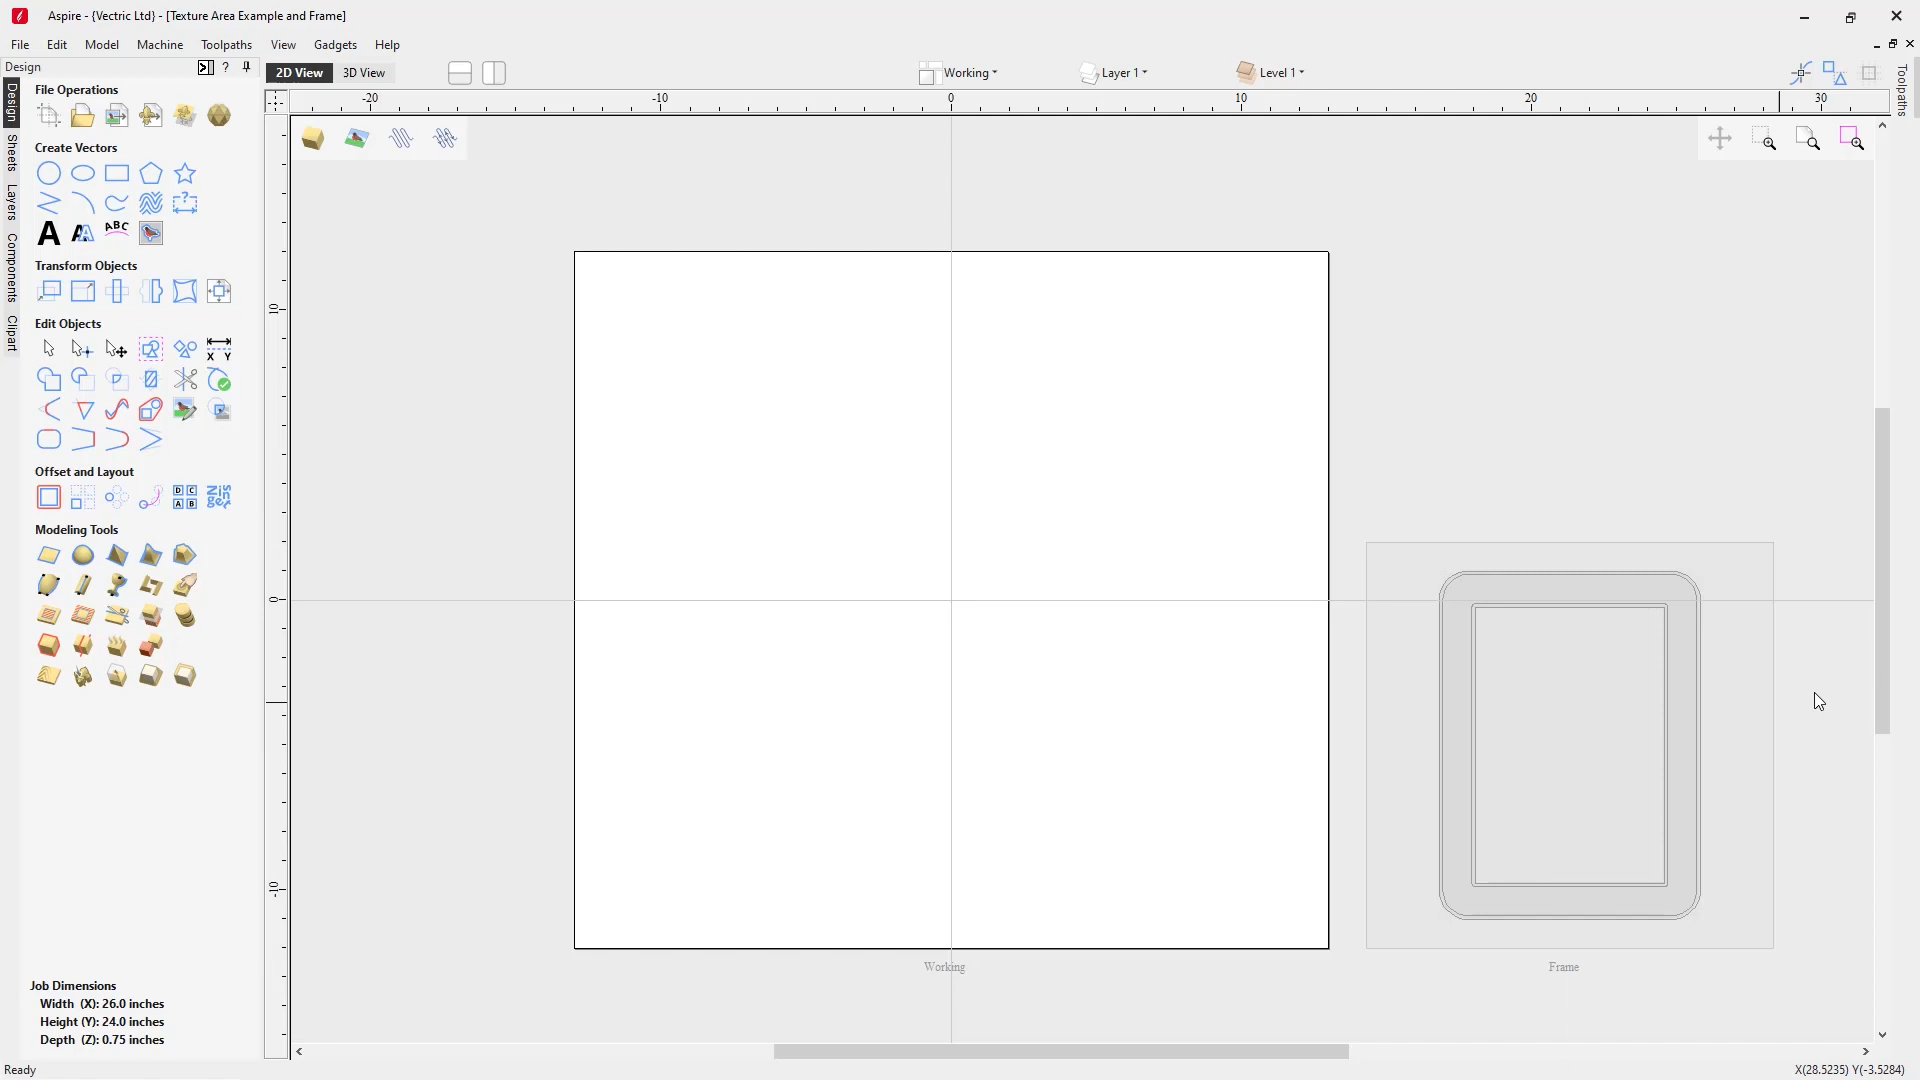 Aspire - {Vectric Ltd} - [Texture Area Example and Frame]
File Edit Model Machine Toolpaths View Gadgets Help
Design ?
2D View 3D View Working Layer 1 Level 1
Design
Sheets
Layers
Components
Clipart
Toolpaths
File Operations
Create Vectors
A A ABC
Transform Objects
Edit Objects
X Y
Offset and Layout
Modeling Tools
-20 -10 0 10 20 30
10
0
-10
Working
Frame
Job Dimensions
Width (X): 26.0 inches
Height (Y): 24.0 inches
Depth (Z): 0.75 inches
Ready
X(28.5235) Y(-3.5284)